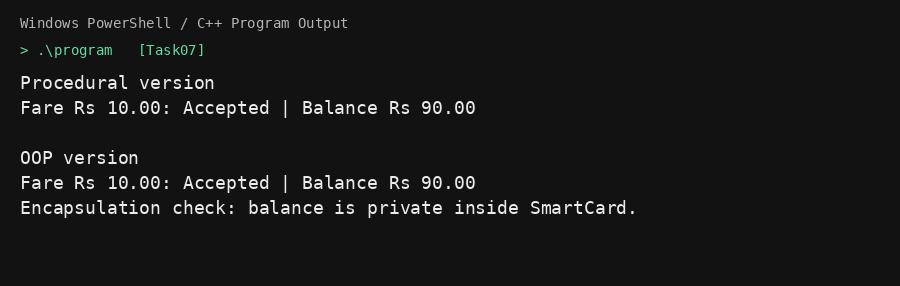 Windows PowerShell / C++ Program Output
> .\program   [Task07]
Procedural version
Fare Rs 10.00: Accepted | Balance Rs 90.00
OOP version
Fare Rs 10.00: Accepted | Balance Rs 90.00
Encapsulation check: balance is private inside SmartCard.